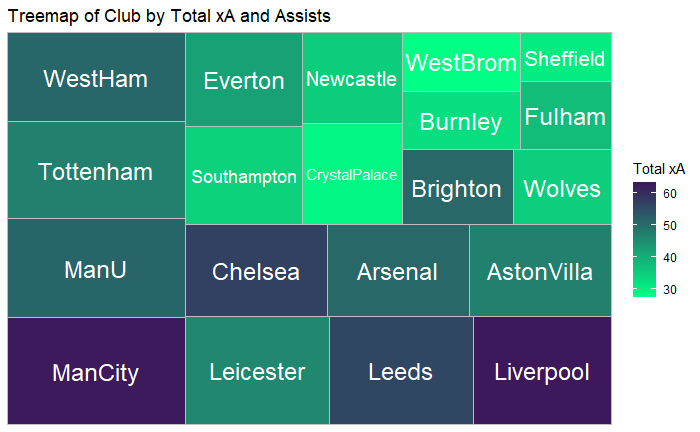 Treemap of Club by Total xA and Assists
WestHam
Everton
Newcastle
WestBrom
Sheffield
Burnley
Fulham
Tottenham
Southampton
CrystalPalace
Brighton
Wolves
ManU
Chelsea
Arsenal
AstonVilla
ManCity
Leicester
Leeds
Liverpool
Total xA
60
50
40
30